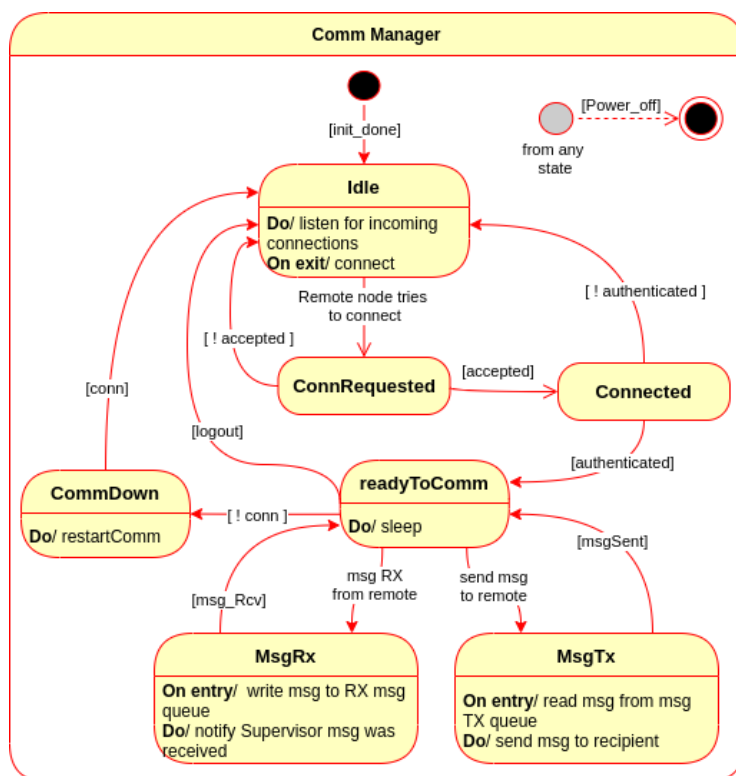 Comm Manager
[init_done]
[Power_off]
from any
state
Idle
Do/ listen for incoming
connections
On exit/ connect
Remote node tries
to connect
[ ! authenticated ]
[ ! accepted ]
ConnRequested
[accepted]
Connected
[conn]
[logout]
[authenticated]
CommDown
Do/ restartComm
[ ! conn ]
readyToComm
Do/ sleep
[msgSent]
[msg_Rcv]
msg RX
from remote
send msg
to remote
MsgRx
On entry/  write msg to RX msg
queue
Do/ notify Supervisor msg was
received
MsgTx
On entry/ read msg from msg
TX queue
Do/ send msg to recipient